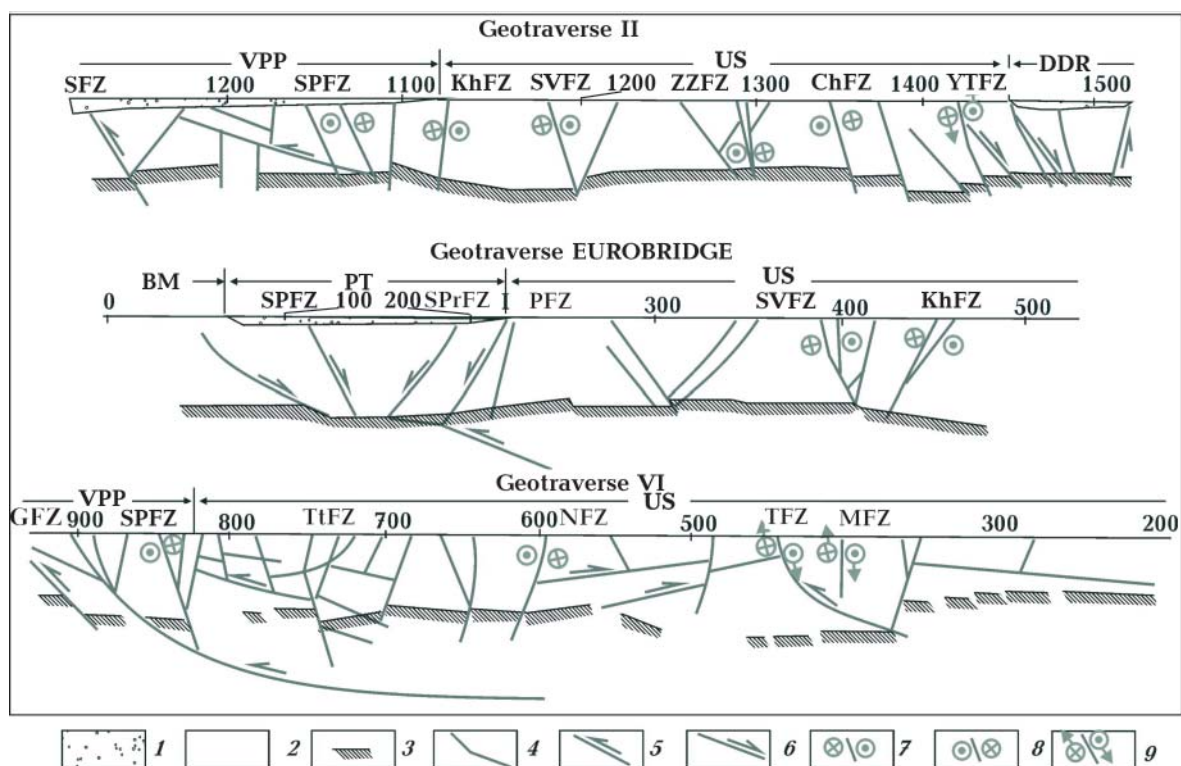 Geotraverse II
VPP US DDR
SFZ 1200 SPFZ 1100 KhFZ SVFZ 1200 ZZFZ 1300 ChFZ 1400 YTFZ 1500
Geotraverse EUROBRIDGE
BM PT US
0 SPFZ 100 200 SPrFZ I PFZ 300 SVFZ 400 KhFZ 500
Geotraverse VI
VPP US
GFZ 900 SPFZ 800 TtFZ 700 600 NFZ 500 TFZ MFZ 300 200
1 2 3 4 5 6 7 8 9